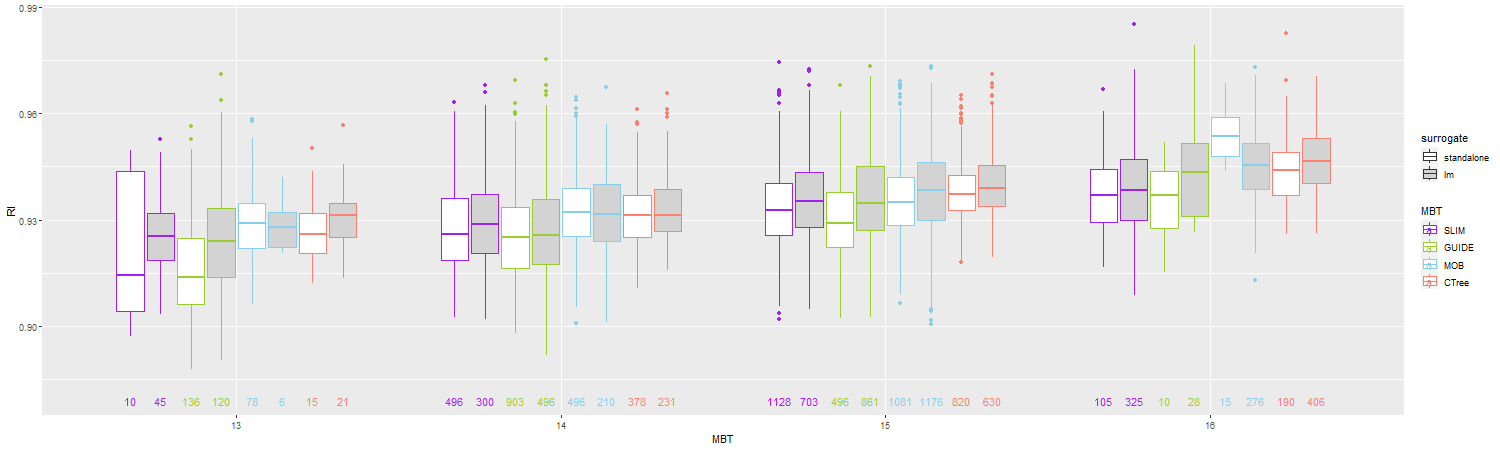 0.99
0.96
0.93
0.90
RI
10 45 136 120 78 6 15 21
496 300 903 496 496 210 378 231
1128 703 496 861 1081 1176 820 630
105 325 10 28 15 276 190 406
13 14 15 16
MBT
surrogate
standalone
lm
MBT
SLIM
GUIDE
MOB
CTree